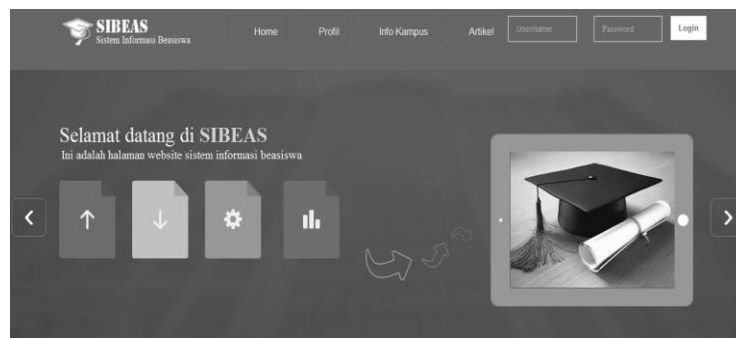 SIBEAS
Sistem Informasi Beasiswa
Home Profil Info Kampus Artikel Username Password Login
Selamat datang di SIBEAS
Ini adalah halaman website sistem informasi beasiswa